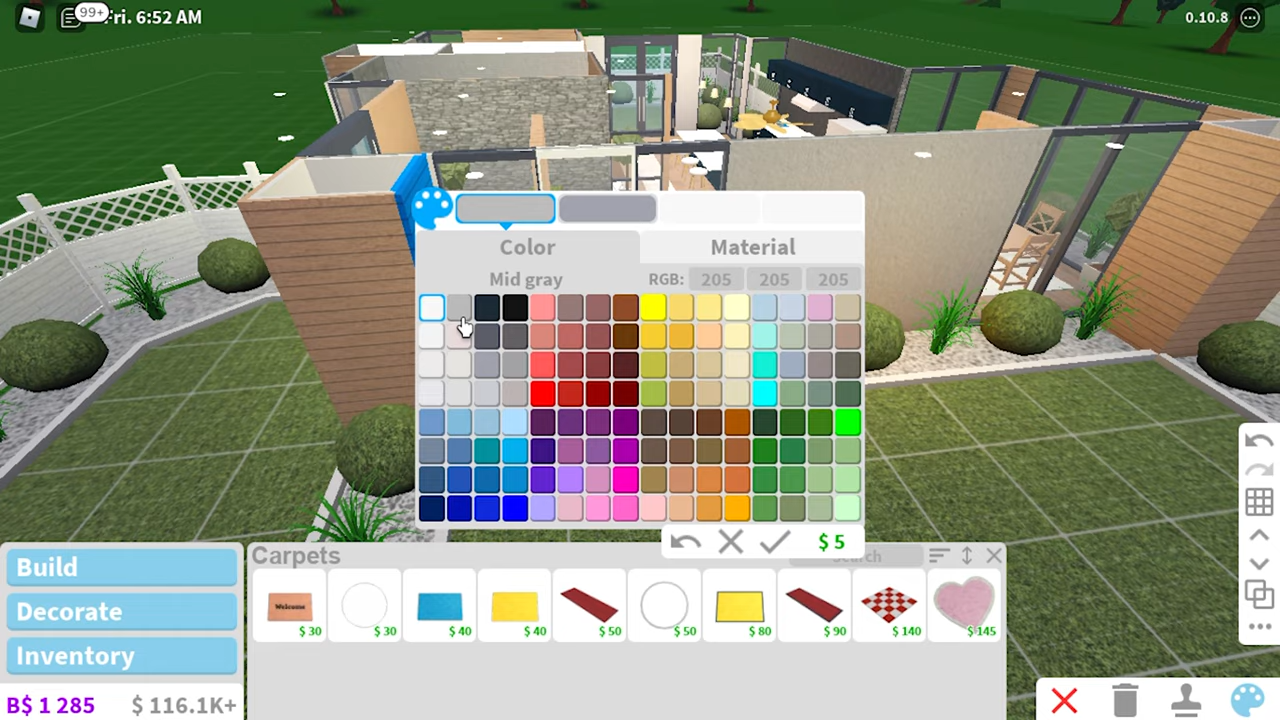 99+
Fri. 6:52 AM
0.10.8
Color
Material
Mid gray
RGB: 205 205 205
$ 5
Build
Decorate
Inventory
B$ 1 285
$ 116.1K+
Carpets
Search
Welcome
$ 30
$ 30
$ 40
$ 40
$ 50
$ 50
$ 80
$ 90
$ 140
$ 145